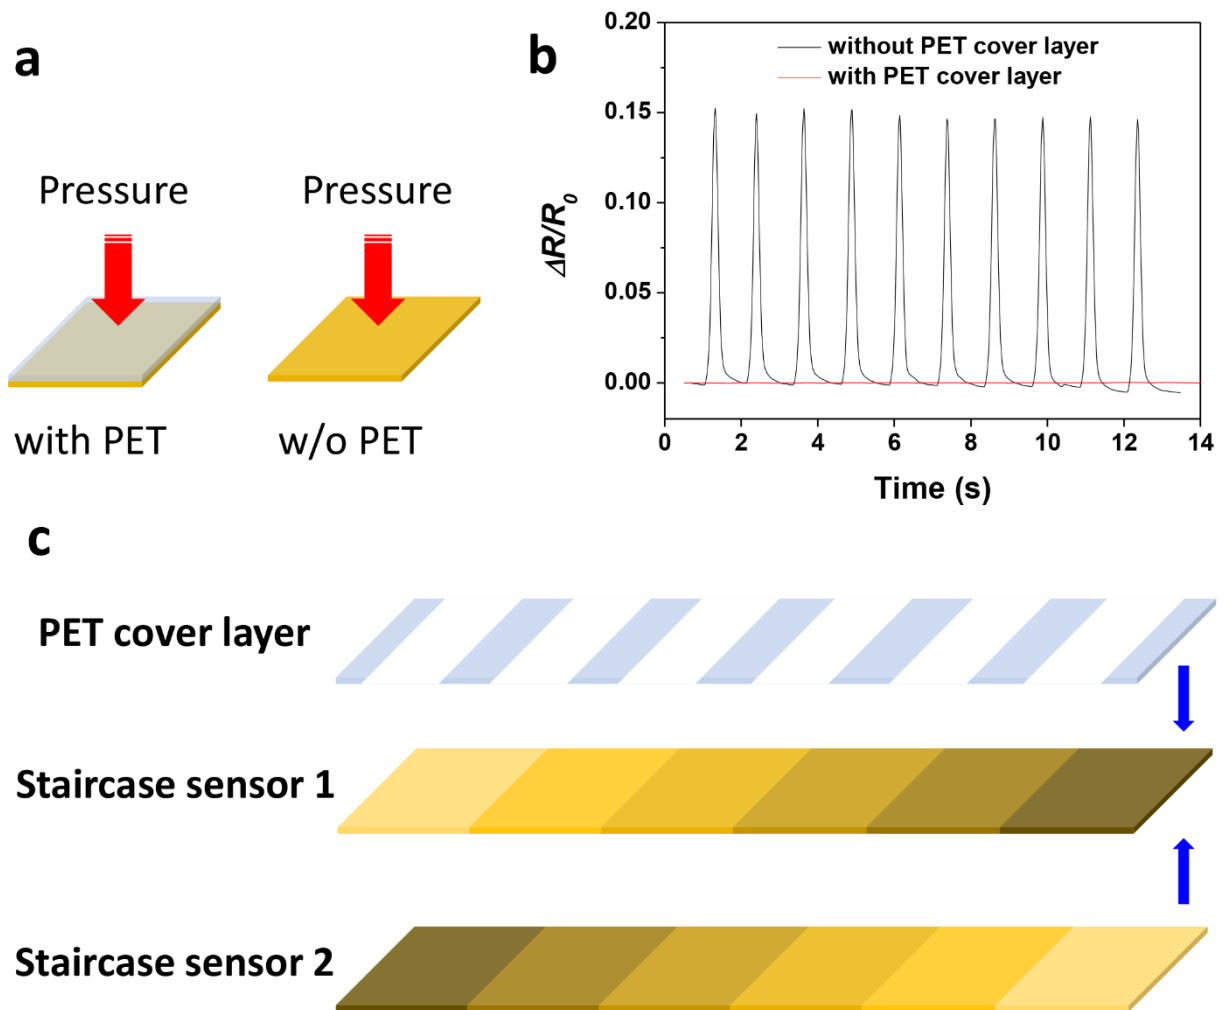 a
Pressure
Pressure
with PET
w/o PET
b
without PET cover layer
with PET cover layer
0.20
0.15
0.10
0.05
0.00
ΔR/R0
0
2
4
6
8
10
12
14
Time (s)
c
PET cover layer
Staircase sensor 1
Staircase sensor 2